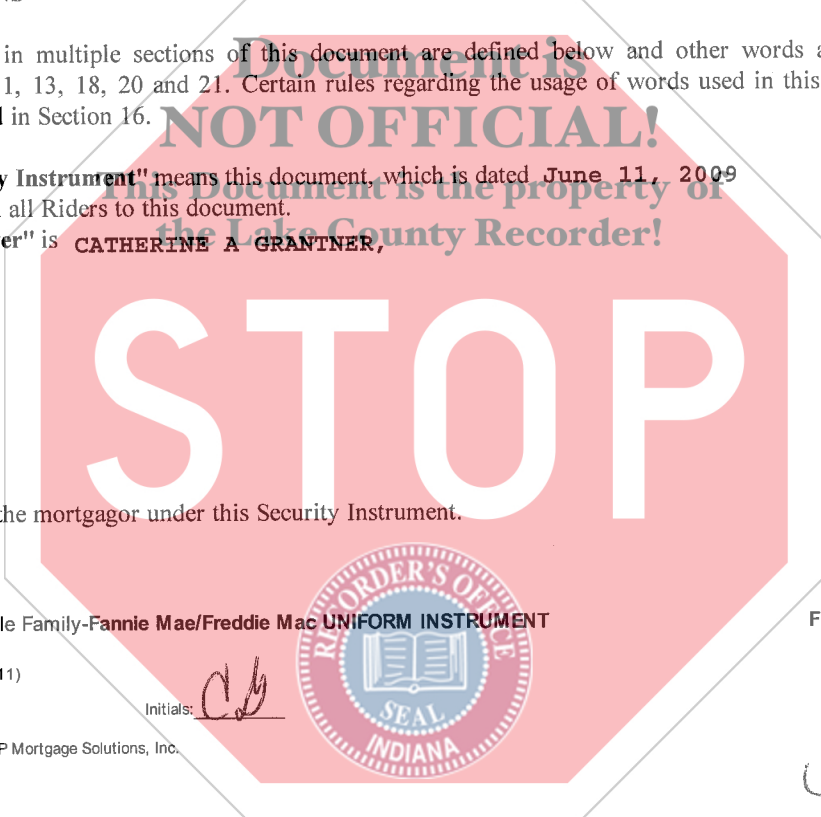 Document is
in multiple sections of this document are defined below and other words
1, 13, 18, 20 and 21. Certain rules regarding the usage of words used in this
in Section 16.
NOT OFFICIAL!
y Instrument" means this document, which is dated June 11, 2009
This Document is the property of
all Riders to this document.
the Lake County Recorder!
er" is CATHERINE A GRANTNER,
STOP
the mortgagor under this Security Instrument.
RECORDER'S OFFICE
le Family-Fannie Mae/Freddie Mac UNIFORM INSTRUMENT
F
11)
Initials: C.G
SEAL
INDIANA
P Mortgage Solutions, Inc.